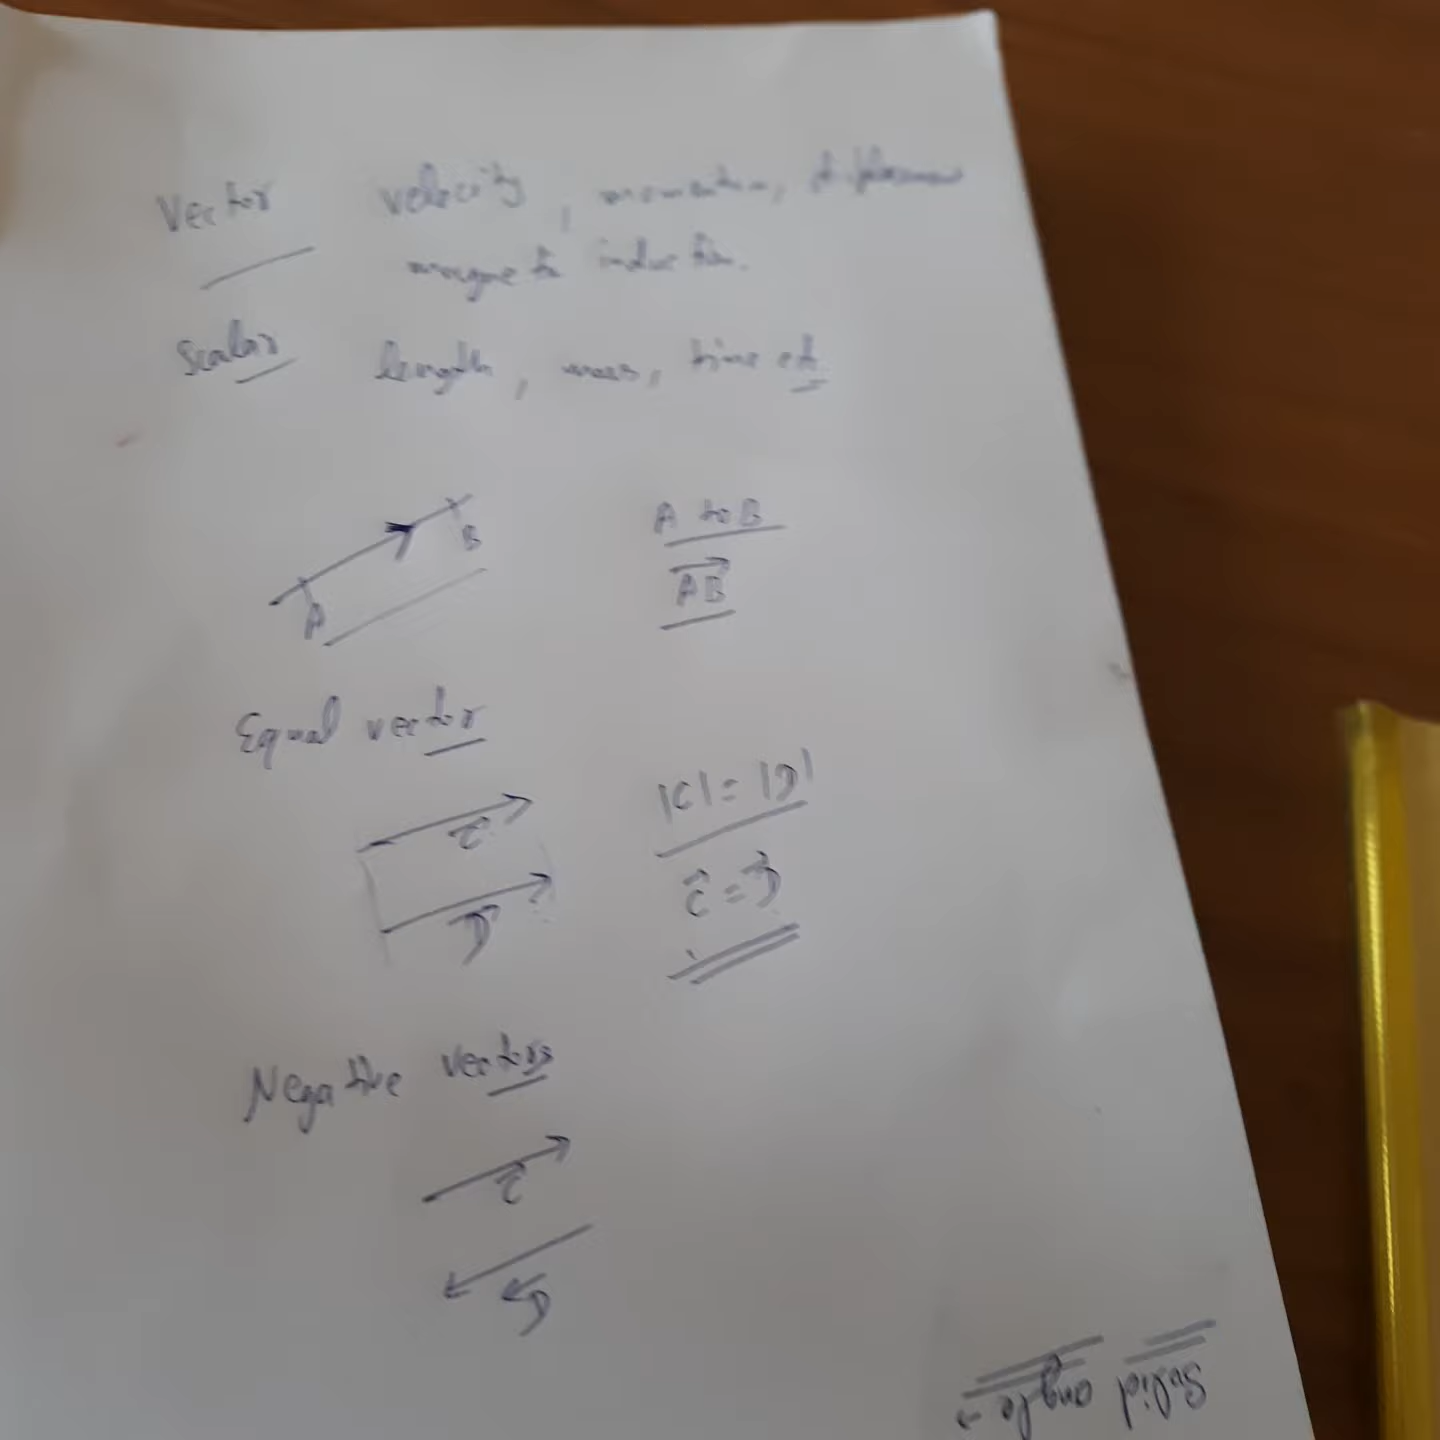 Vector velocity, momentum, displacement
magnetic induction.
Scalar length, mass, time etc
A B
A to B
AB
Equal vector
C
D
|C| = |D|
C = D
Negative vectors
C
D
Solid angle →